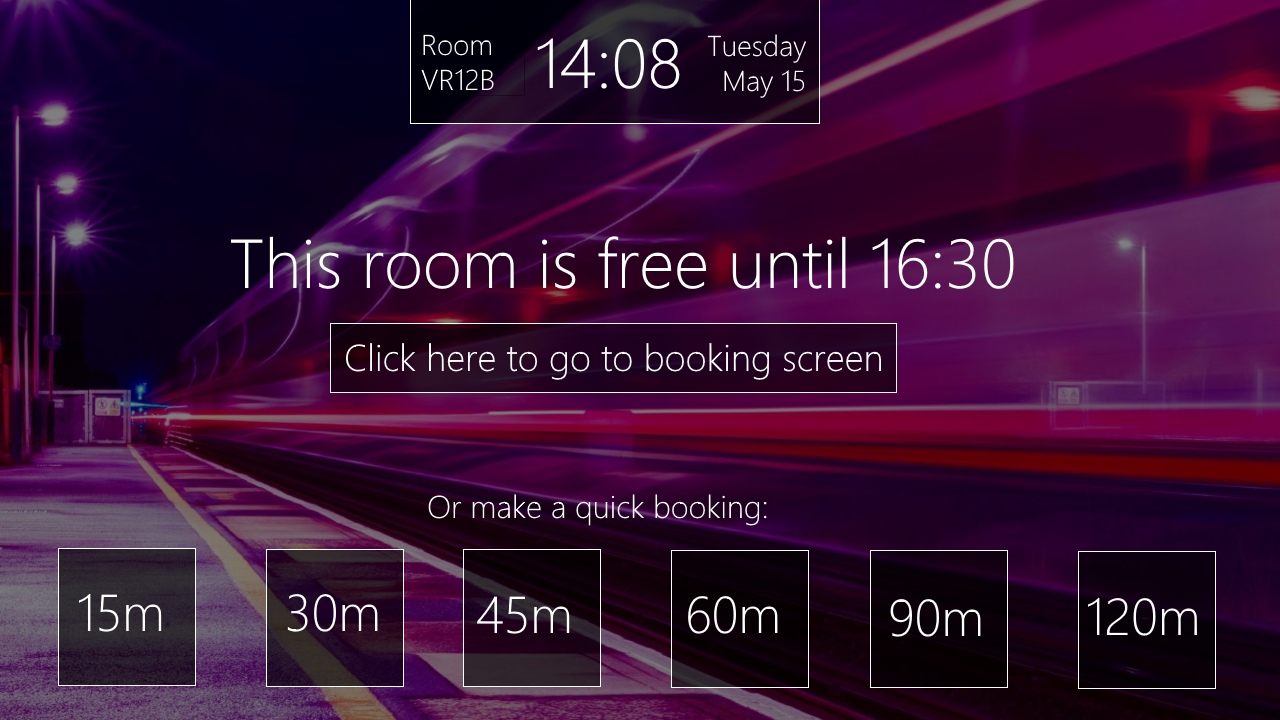 Room
VR12B
14:08
Tuesday
May 15
This room is free until 16:30
Click here to go to booking screen
Or make a quick booking:
15m
30m
45m
60m
90m
120m